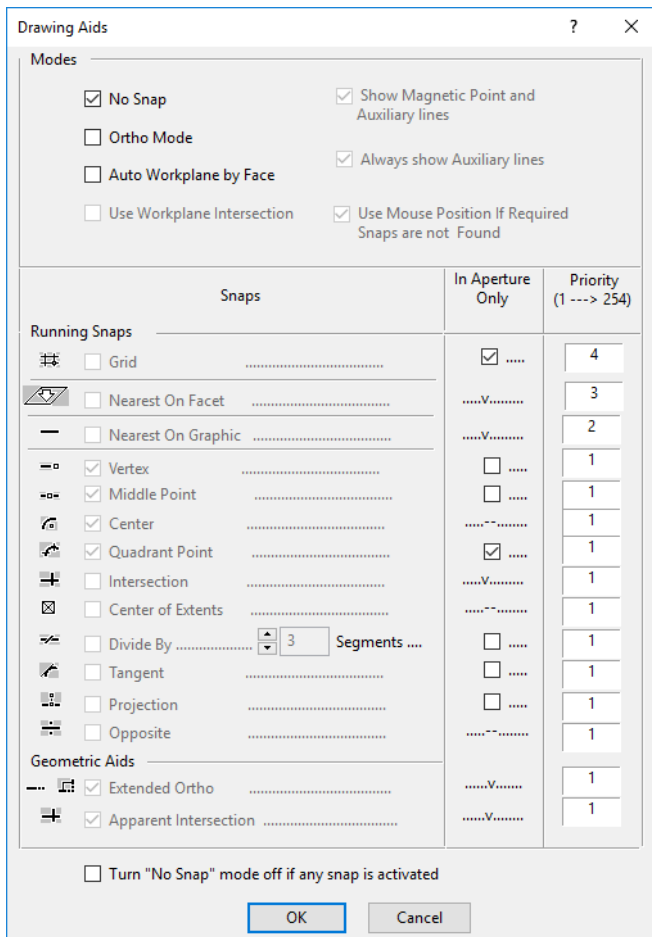 Drawing Aids ? ×
Modes
No Snap
Show Magnetic Point and
Auxiliary lines
Ortho Mode
Always show Auxiliary lines
Auto Workplane by Face
Use Workplane Intersection
Use Mouse Position If Required
Snaps are not Found
Snaps
In Aperture
Only
Priority
(1 ---> 254)
Running Snaps
Grid .................................. ..... 4
Nearest On Facet .................................. .....v......... 3
Nearest On Graphic .................................. .....v......... 2
Vertex .................................. ..... 1
Middle Point .................................. ..... 1
Center .................................. .....--........ 1
Quadrant Point .................................. ..... 1
Intersection .................................. .....v......... 1
Center of Extents .................................. .....--........ 1
Divide By ..................... 3 Segments .... ..... 1
Tangent .................................. ..... 1
Projection .................................. ..... 1
Opposite .................................. .....--........ 1
Geometric Aids
Extended Ortho .................................. ......v....... 1
Apparent Intersection .................................. .....v........ 1
Turn "No Snap" mode off if any snap is activated
OK Cancel